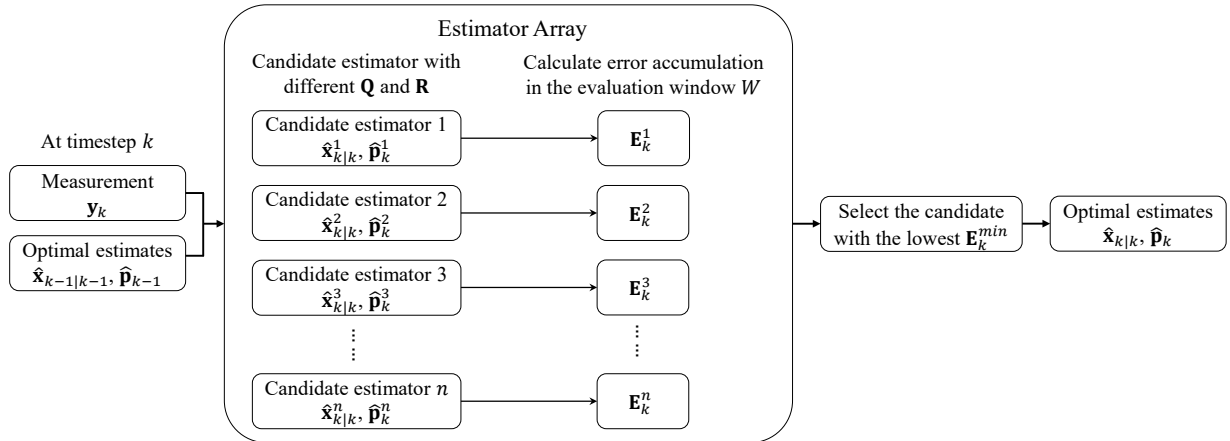 Estimator Array
Candidate estimator with
different Q and R
Calculate error accumulation
in the evaluation window W
At timestep k
Measurement
y_k
Optimal estimates
x̂_{k−1|k−1}, p̂_{k−1}
Candidate estimator 1
x̂^1_{k|k}, p̂^1_k
E^1_k
Candidate estimator 2
x̂^2_{k|k}, p̂^2_k
E^2_k
Candidate estimator 3
x̂^3_{k|k}, p̂^3_k
E^3_k
Candidate estimator n
x̂^n_{k|k}, p̂^n_k
E^n_k
Select the candidate
with the lowest E^{min}_k
Optimal estimates
x̂_{k|k}, p̂_k